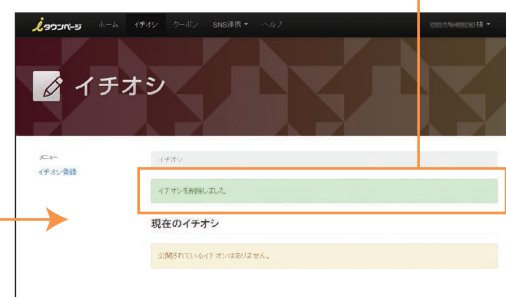 iタウンページ ホーム イチオシ クーポン SNS連携 ヘルプ 様
イチオシ
メニュー
イチオシ登録
イチオシ
イチオシを削除しました。
現在のイチオシ
公開されているイチオシはありません。